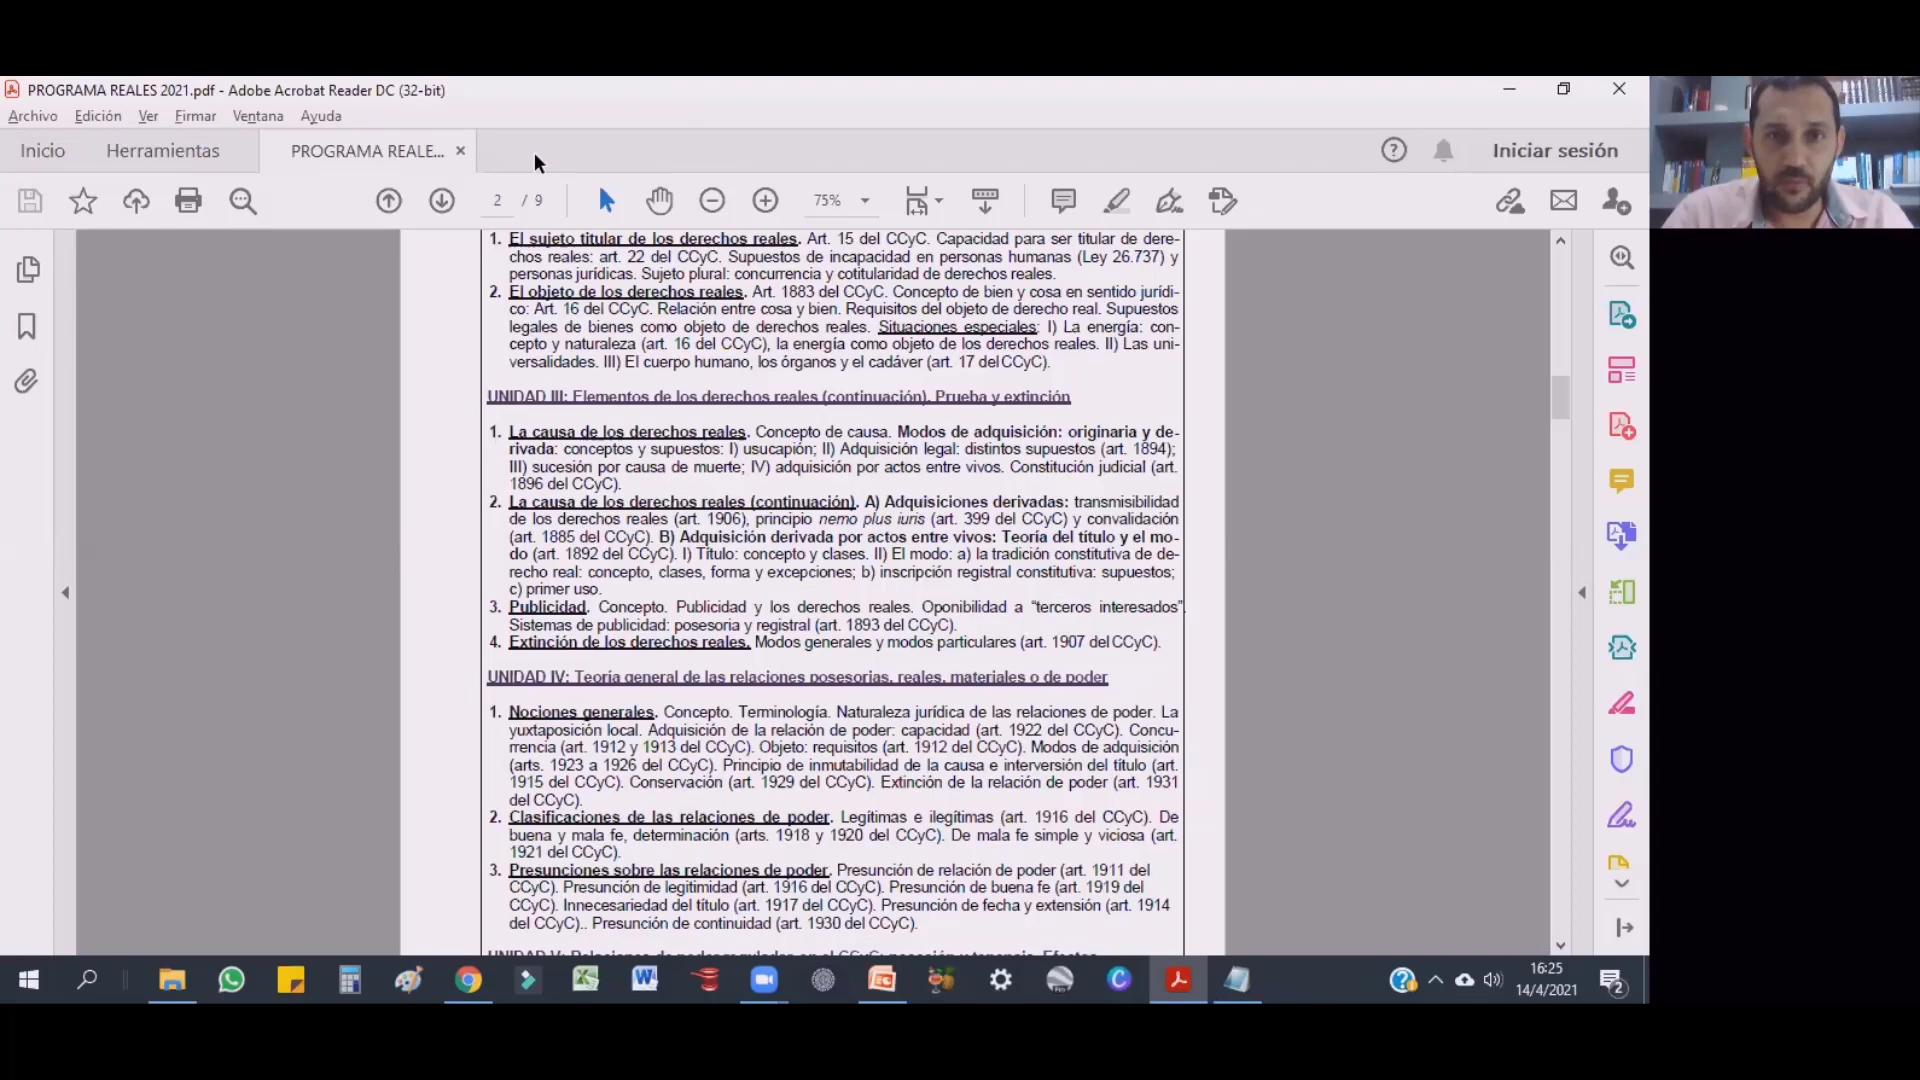 PROGRAMA REALES 2021.pdf - Adobe Acrobat Reader DC (32-bit)
Archivo Edición Ver Firmar Ventana Ayuda
Inicio Herramientas PROGRAMA REALE... × Iniciar sesión
2 / 9 75%
1. El sujeto titular de los derechos reales. Art. 15 del CCyC. Capacidad para ser titular de dere-
chos reales: art. 22 del CCyC. Supuestos de incapacidad en personas humanas (Ley 26.737) y
personas jurídicas. Sujeto plural: concurrencia y cotitularidad de derechos reales.
2. El objeto de los derechos reales. Art. 1883 del CCyC. Concepto de bien y cosa en sentido jurídi-
co: Art. 16 del CCyC. Relación entre cosa y bien. Requisitos del objeto de derecho real. Supuestos
legales de bienes como objeto de derechos reales. Situaciones especiales: I) La energía: con-
cepto y naturaleza (art. 16 del CCyC), la energía como objeto de los derechos reales. II) Las uni-
versalidades. III) El cuerpo humano, los órganos y el cadáver (art. 17 del CCyC).
UNIDAD III: Elementos de los derechos reales (continuación). Prueba y extinción
1. La causa de los derechos reales. Concepto de causa. Modos de adquisición: originaria y de-
rivada: conceptos y supuestos: I) usucapión; II) Adquisición legal: distintos supuestos (art. 1894);
III) sucesión por causa de muerte; IV) adquisición por actos entre vivos. Constitución judicial (art.
1896 del CCyC).
2. La causa de los derechos reales (continuación). A) Adquisiciones derivadas: transmisibilidad
de los derechos reales (art. 1906), principio nemo plus iuris (art. 399 del CCyC) y convalidación
(art. 1885 del CCyC). B) Adquisición derivada por actos entre vivos: Teoría del título y el mo-
do (art. 1892 del CCyC). I) Título: concepto y clases. II) El modo: a) la tradición constitutiva de de-
recho real: concepto, clases, forma y excepciones; b) inscripción registral constitutiva: supuestos;
c) primer uso.
3. Publicidad. Concepto. Publicidad y los derechos reales. Oponibilidad a “terceros interesados”.
Sistemas de publicidad: posesoria y registral (art. 1893 del CCyC).
4. Extinción de los derechos reales. Modos generales y modos particulares (art. 1907 del CCyC).
UNIDAD IV: Teoría general de las relaciones posesorias, reales, materiales o de poder
1. Nociones generales. Concepto. Terminología. Naturaleza jurídica de las relaciones de poder. La
yuxtaposición local. Adquisición de la relación de poder: capacidad (art. 1922 del CCyC). Concu-
rrencia (art. 1912 y 1913 del CCyC). Objeto: requisitos (art. 1912 del CCyC). Modos de adquisición
(arts. 1923 a 1926 del CCyC). Principio de inmutabilidad de la causa e interversión del título (art.
1915 del CCyC). Conservación (art. 1929 del CCyC). Extinción de la relación de poder (art. 1931
del CCyC).
2. Clasificaciones de las relaciones de poder. Legítimas e ilegítimas (art. 1916 del CCyC). De
buena y mala fe, determinación (arts. 1918 y 1920 del CCyC). De mala fe simple y viciosa (art.
1921 del CCyC).
3. Presunciones sobre las relaciones de poder. Presunción de relación de poder (art. 1911 del
CCyC). Presunción de legitimidad (art. 1916 del CCyC). Presunción de buena fe (art. 1919 del
CCyC). Innecesariedad del título (art. 1917 del CCyC). Presunción de fecha y extensión (art. 1914
del CCyC).. Presunción de continuidad (art. 1930 del CCyC).
16:25
14/4/2021
2